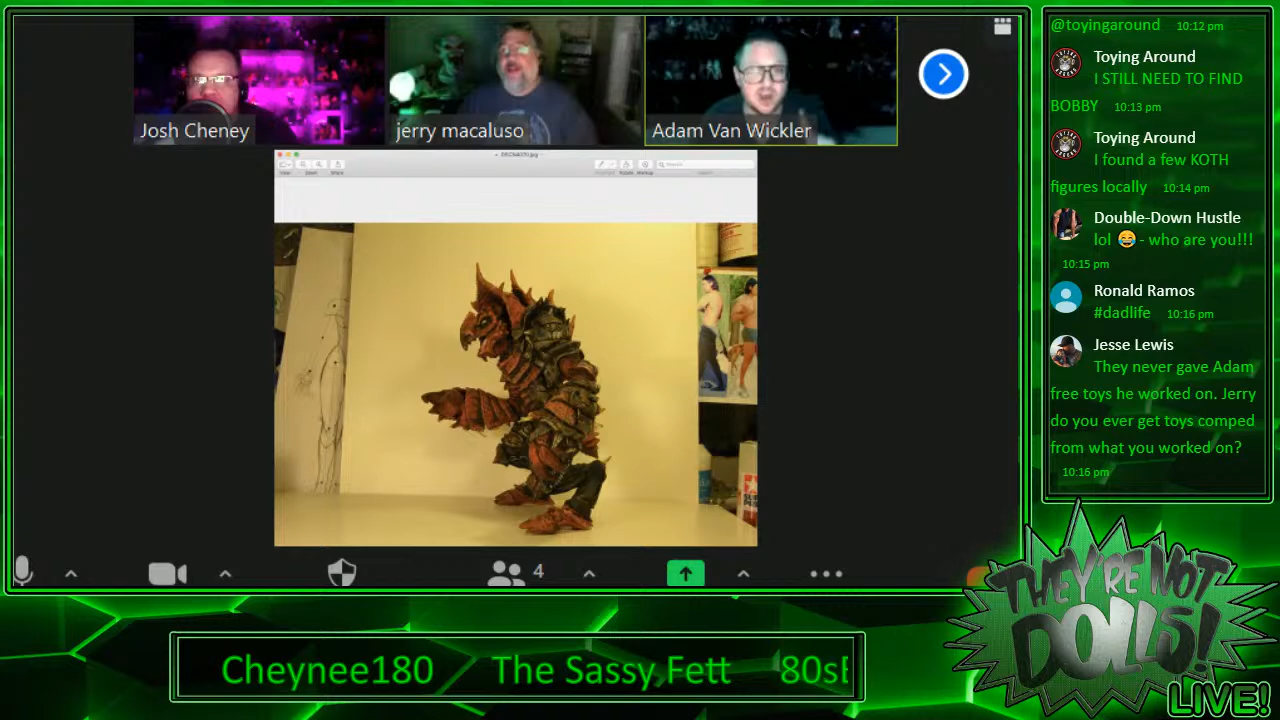 Josh Cheney
jerry macaluso
Adam Van Wickler
4
@toyingaround 10:12 pm
Toying Around
I STILL NEED TO FIND
BOBBY 10:13 pm
Toying Around
I found a few KOTH
figures locally 10:14 pm
Double-Down Hustle
lol 😂 - who are you!!!
10:15 pm
Ronald Ramos
#dadlife 10:16 pm
Jesse Lewis
They never gave Adam
free toys he worked on. Jerry
do you ever get toys comped
from what you worked on?
10:16 pm
THEY'RE NOT
DOLLS!
LIVE!
Cheynee180 The Sassy Fett 80sB